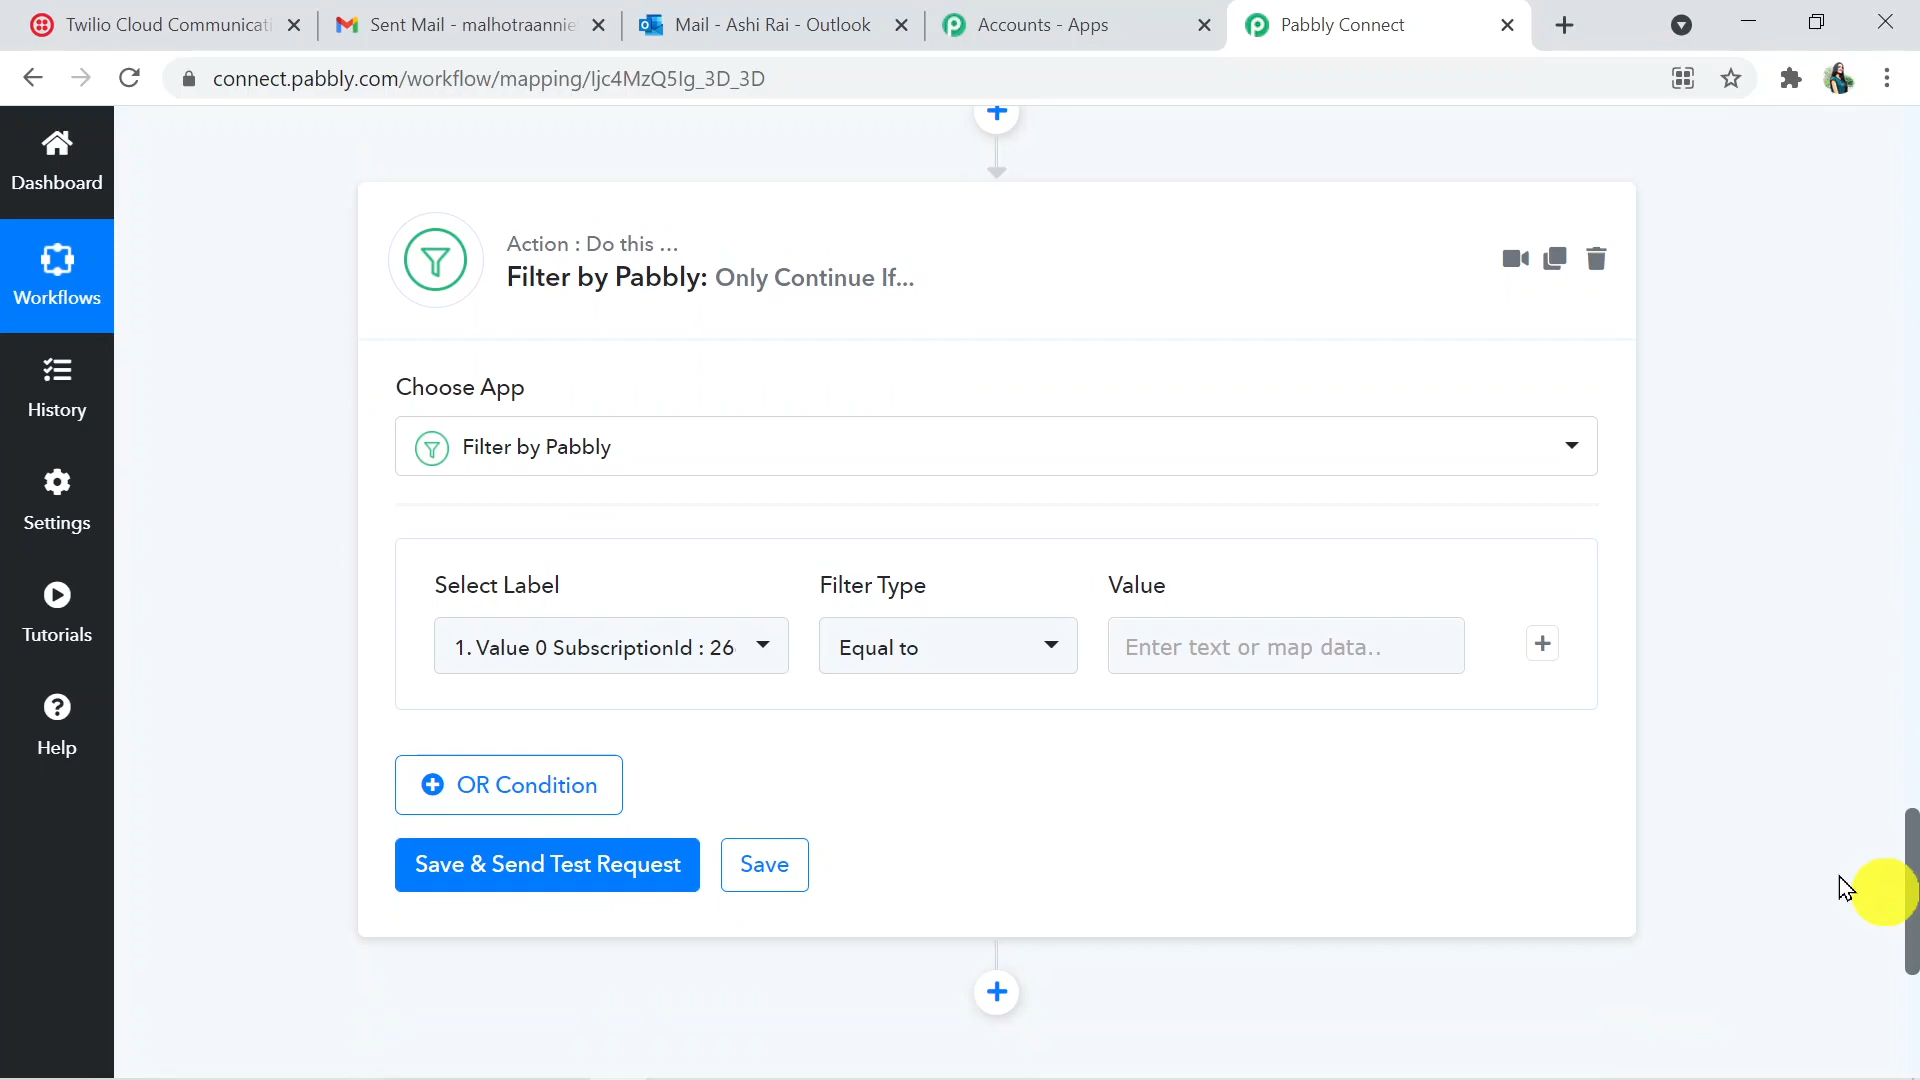 Twilio Cloud Communicati
Sent Mail - malhotraannie
Mail - Ashi Rai - Outlook
Accounts - Apps
Pabbly Connect
connect.pabbly.com/workflow/mapping/Ijc4MzQ5Ig_3D_3D
Dashboard
Workflows
History
Settings
Tutorials
Help
Action : Do this ...
Filter by Pabbly: Only Continue If...
Choose App
Filter by Pabbly
Select Label
Filter Type
Value
1. Value 0 SubscriptionId : 26
Equal to
Enter text or map data..
OR Condition
Save & Send Test Request
Save